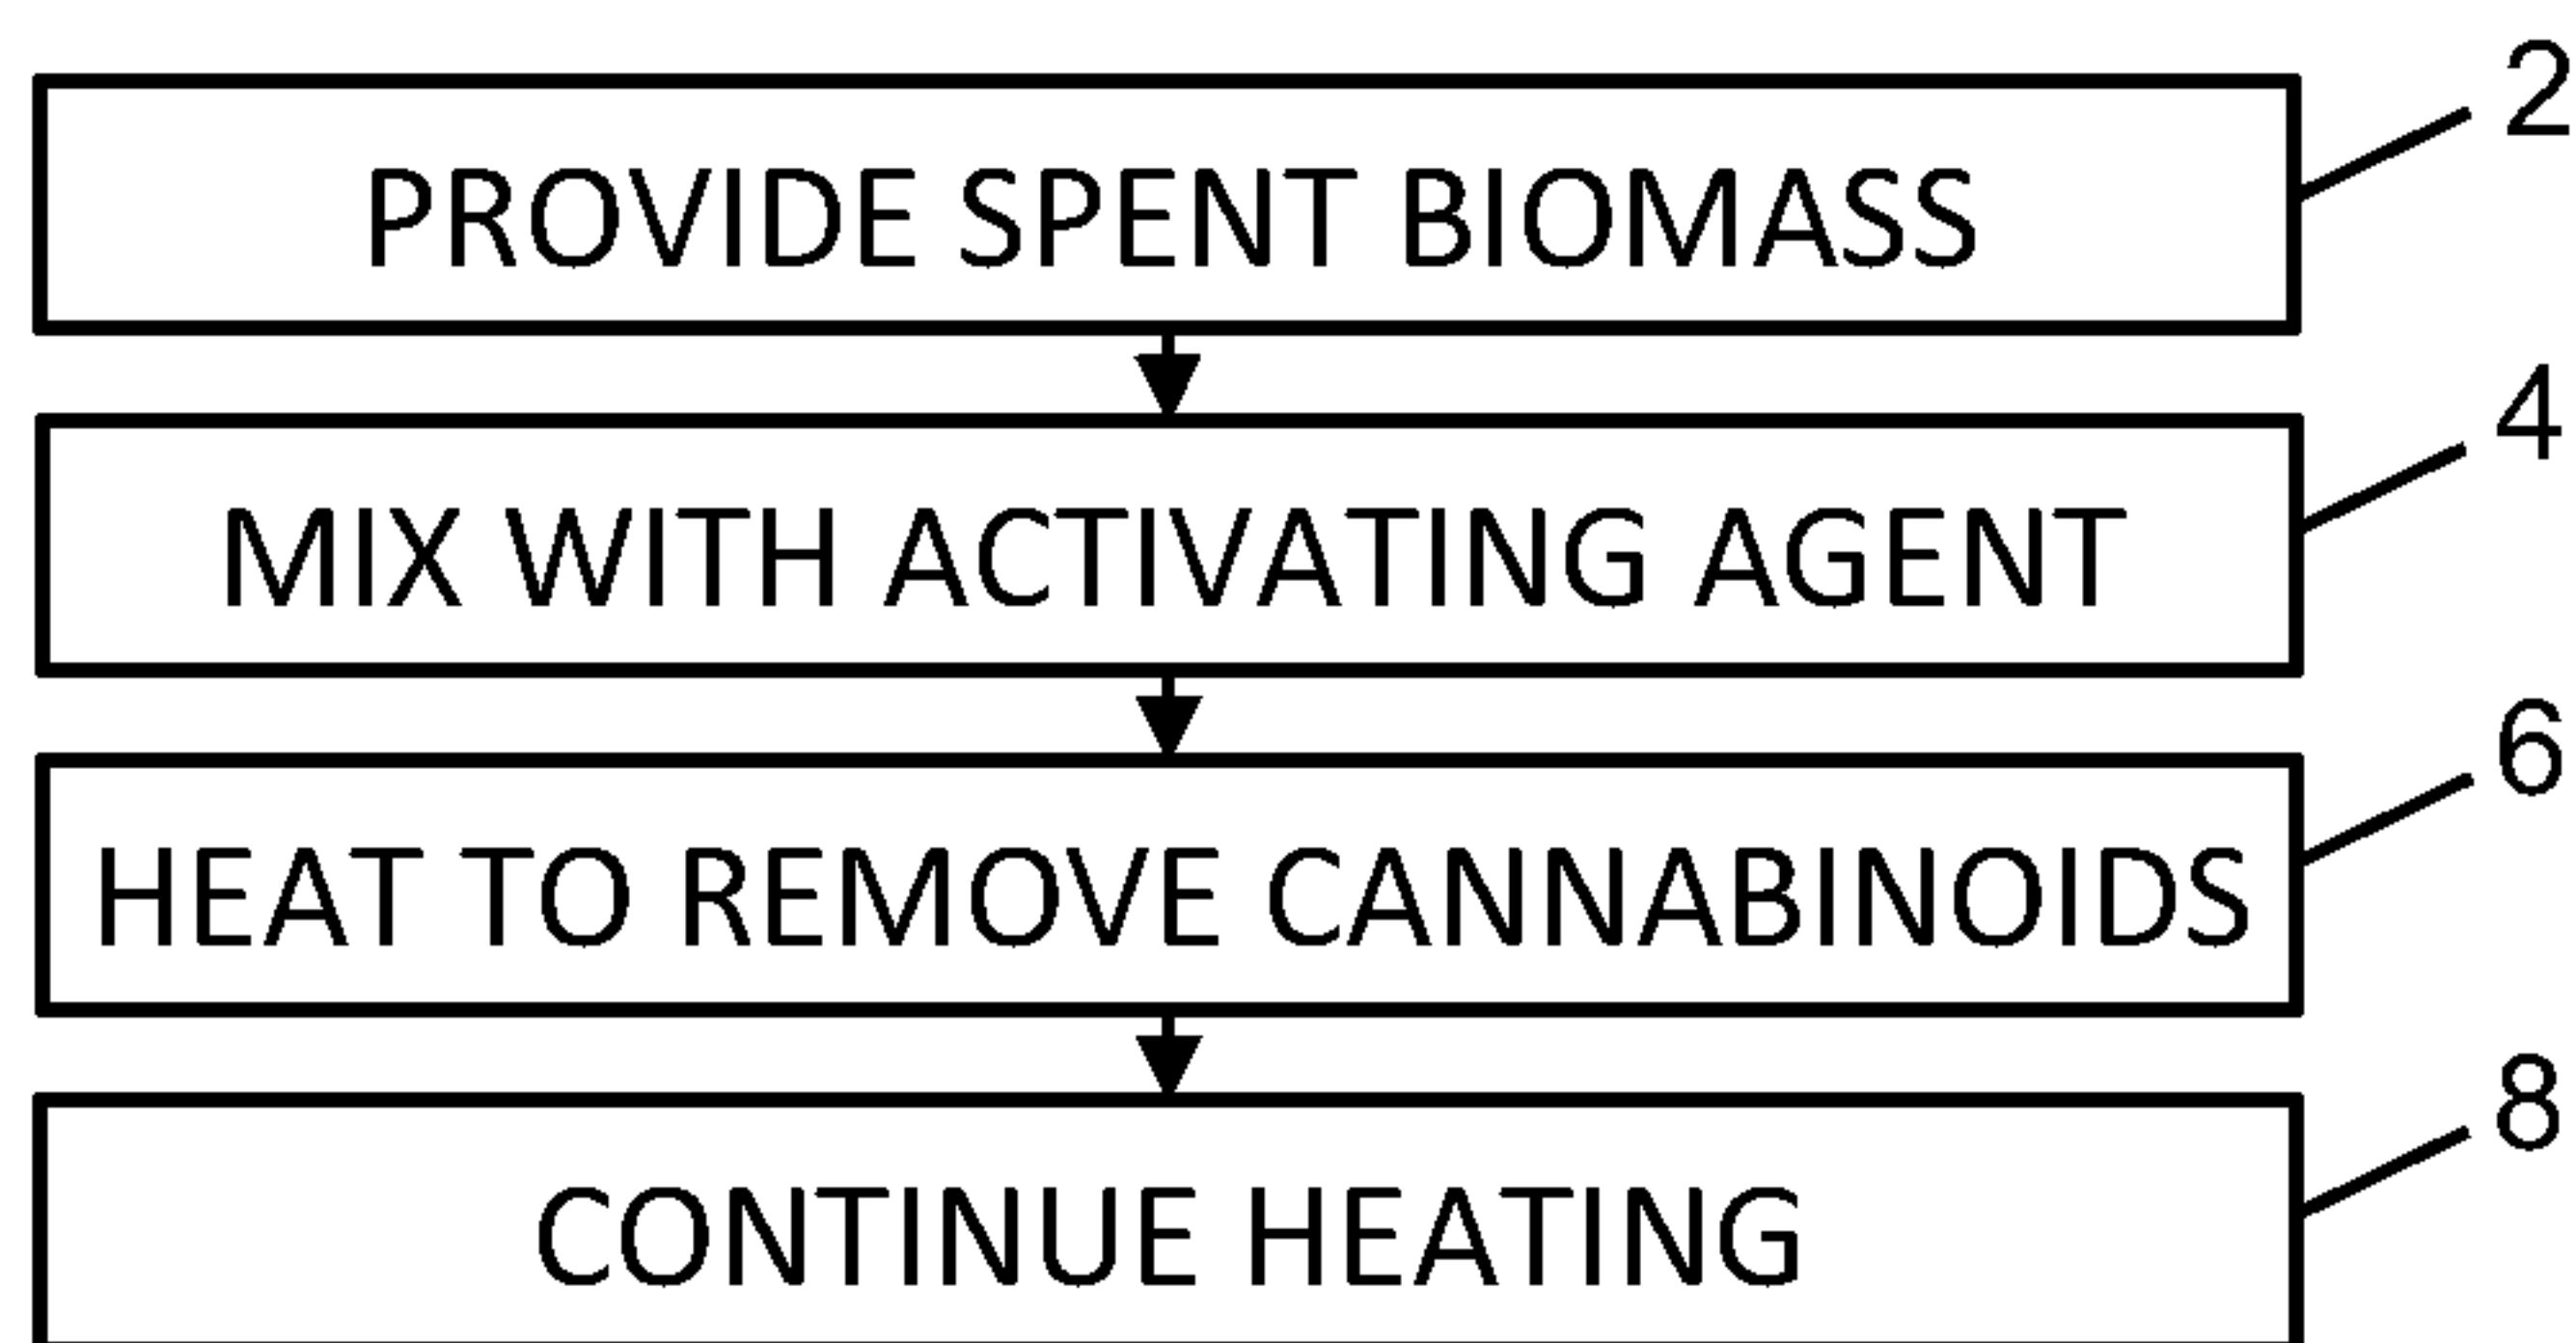 2
PROVIDE SPENT BIOMASS
4
MIX WITH ACTIVATING AGENT
6
HEAT TO REMOVE CANNABINOIDS
8
CONTINUE HEATING